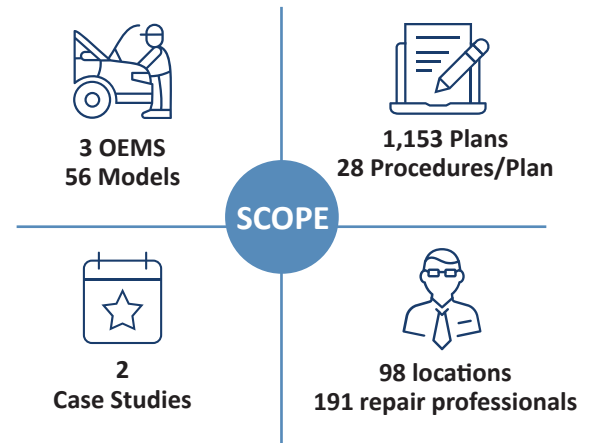 3 OEMS
56 Models
1,153 Plans
28 Procedures/Plan
SCOPE
2
Case Studies
98 locations
191 repair professionals